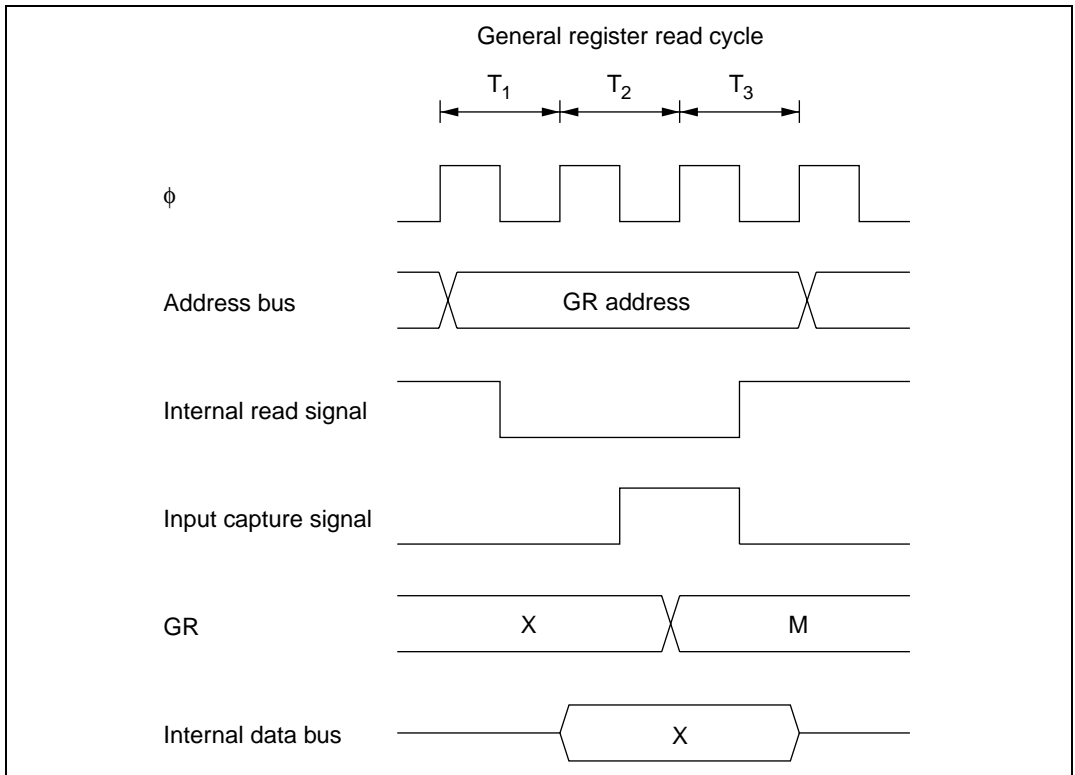 General register read cycle
T1 T2 T3
ϕ
Address bus GR address
Internal read signal
Input capture signal
GR X M
Internal data bus X